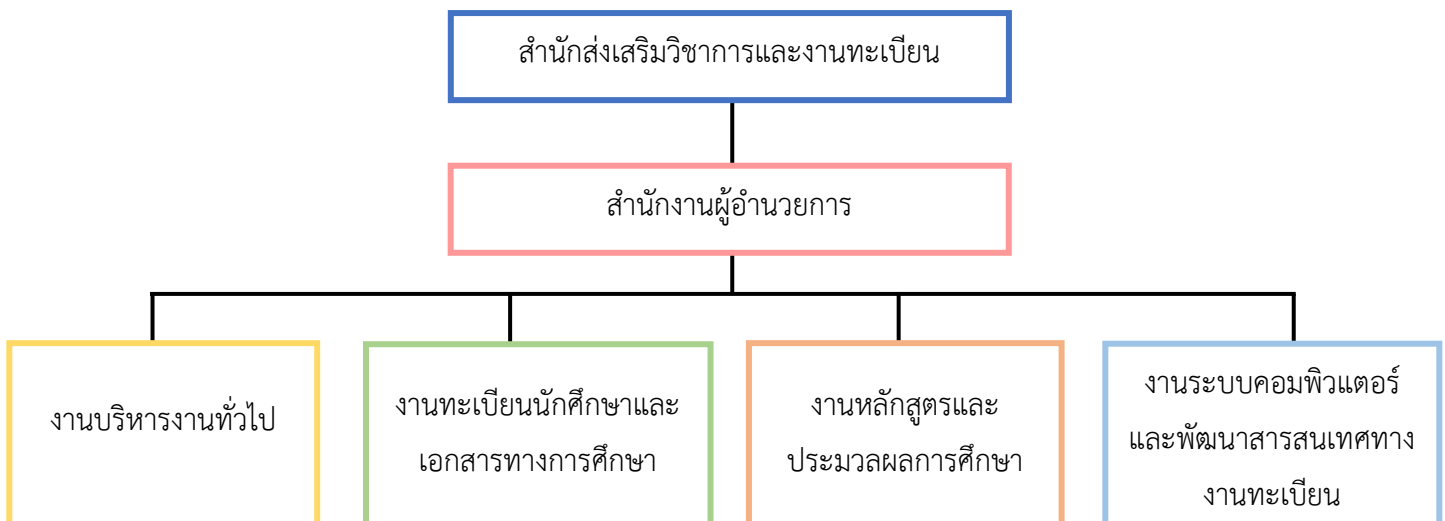 สำนักส่งเสริมวิชาการและงานทะเบียน
สำนักงานผู้อำนวยการ
งานบริหารงานทั่วไป
งานทะเบียนนักศึกษาและ
เอกสารทางการศึกษา
งานหลักสูตรและ
ประมวลผลการศึกษา
งานระบบคอมพิวแตอร์
และพัฒนาสารสนเทศทาง
งานทะเบียน